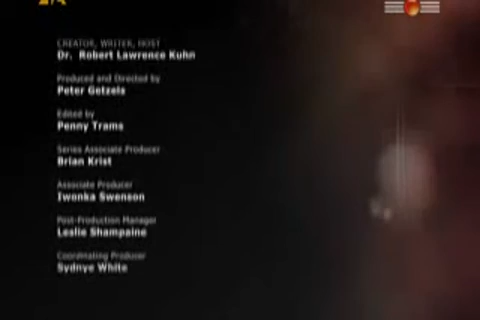 CREATOR, WRITER, HOST
Dr. Robert Lawrence Kuhn
Produced and Directed by
Peter Getzels
Edited by
Penny Trams
Series Associate Producer
Brian Krist
Associate Producer
Iwonka Swenson
Post-Production Manager
Leslie Shampaine
Coordinating Producer
Sydnye White